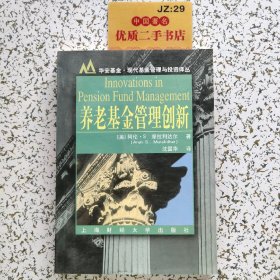 JZ:29
中国著名
优质二手书店
华安基金·现代基金管理与投资译丛
Innovations in
Pension Fund Management
养老基金管理创新
[美]阿伦·S·穆拉利达尔 著
(Arun S. Muralidhar)
沈国华 译
上海财经大学出版社